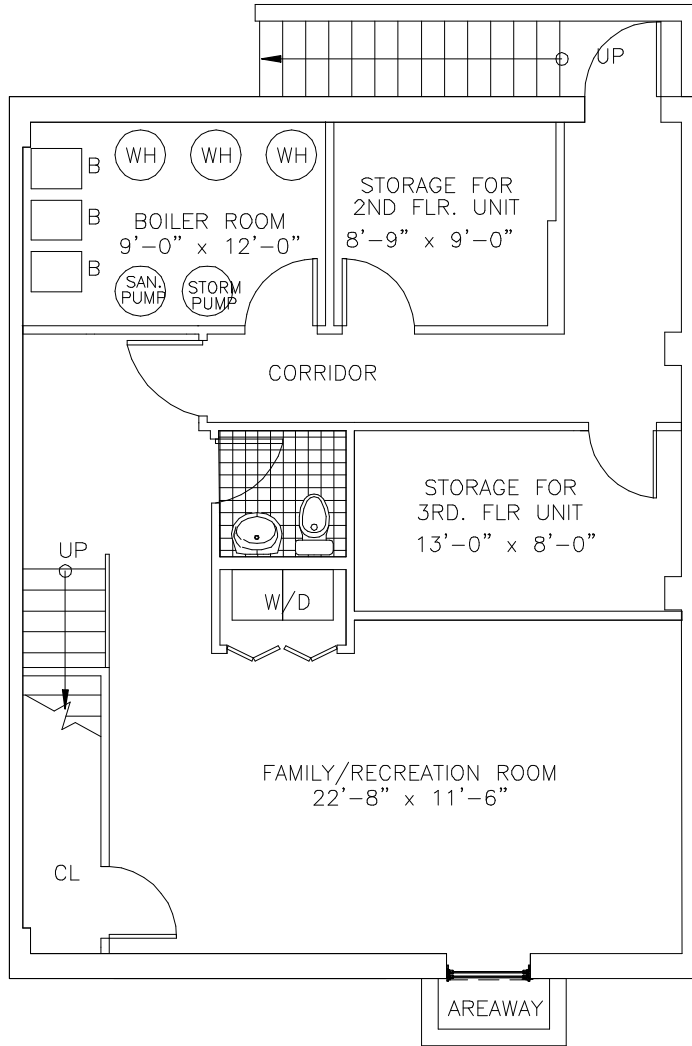 UP
WH
WH
WH
B
B
B
BOILER ROOM
9'-0" x 12'-0"
SAN.
PUMP
STORM
PUMP
STORAGE FOR
2ND FLR. UNIT
8'-9" x 9'-0"
CORRIDOR
STORAGE FOR
3RD. FLR UNIT
13'-0" x 8'-0"
UP
W/D
FAMILY/RECREATION ROOM
22'-8" x 11'-6"
CL
AREAWAY